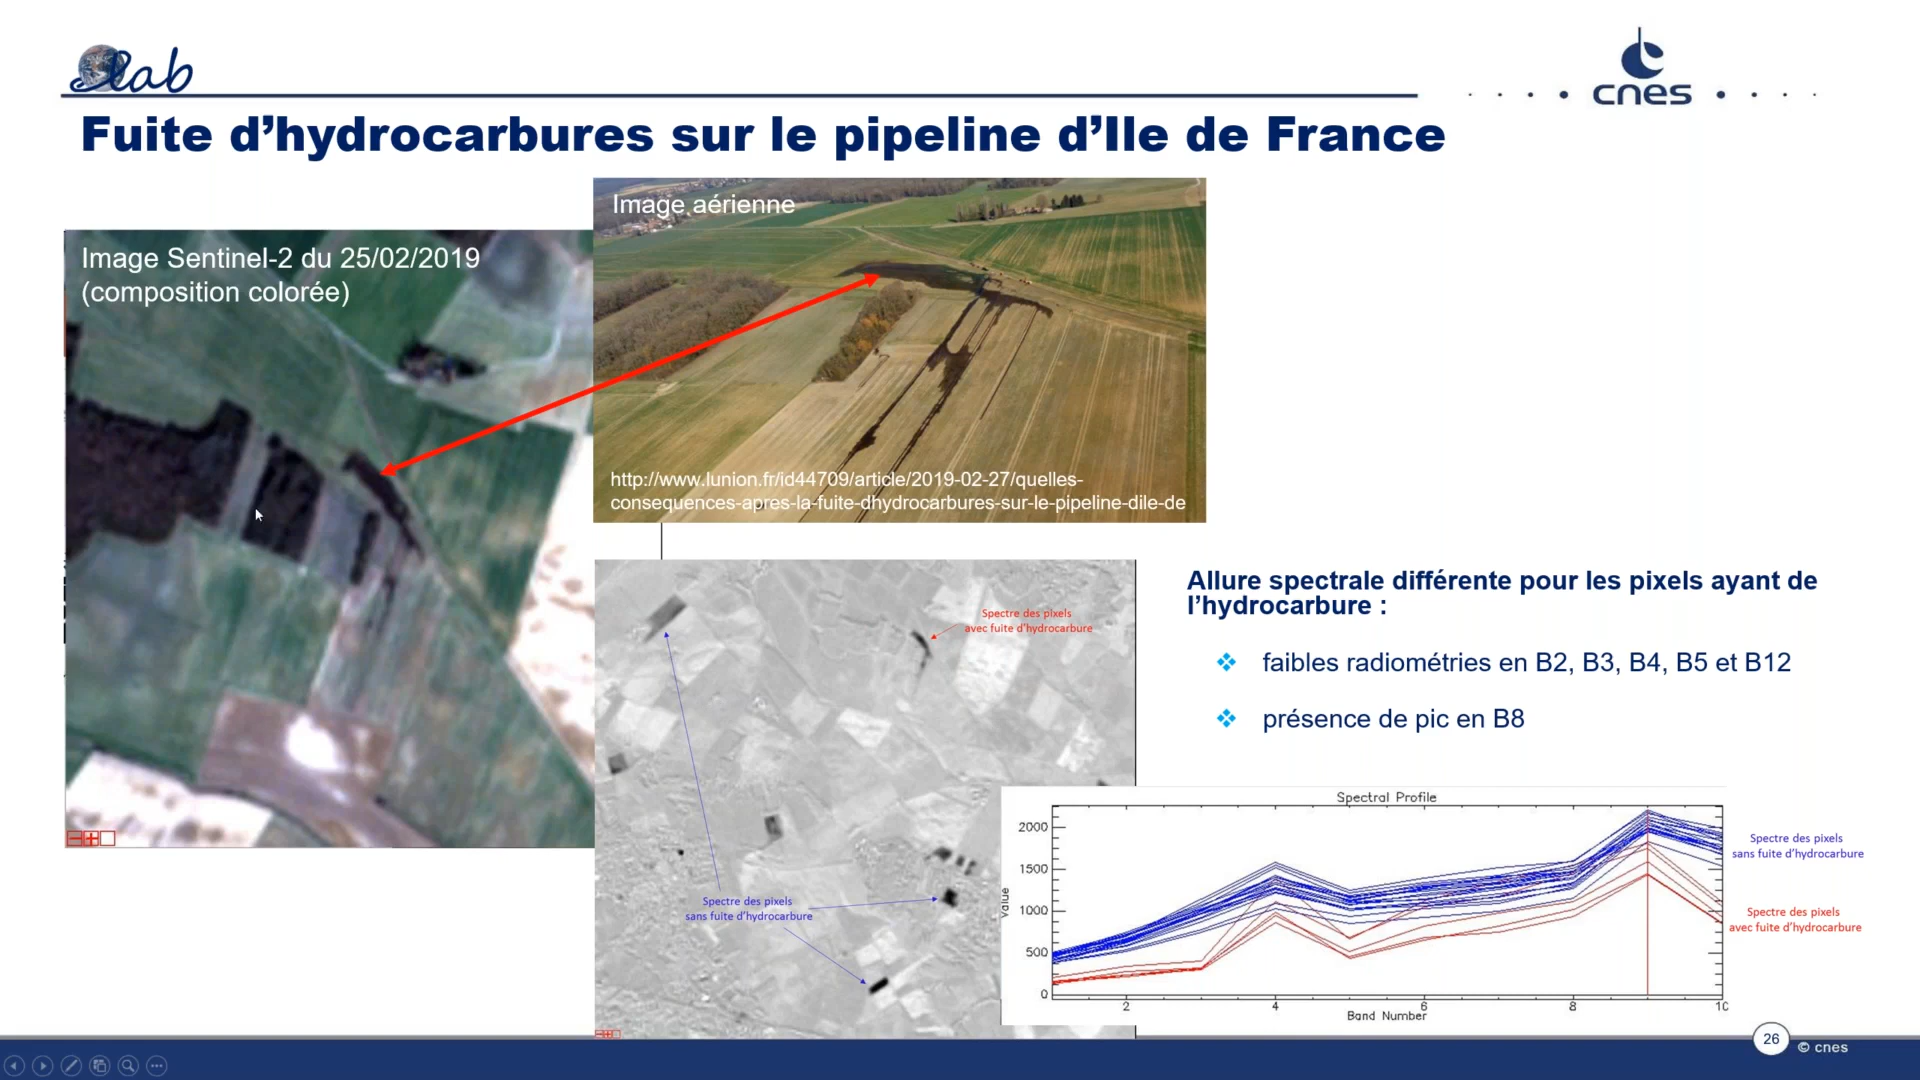 elab
cnes
Fuite d’hydrocarbures sur le pipeline d’Ile de France
Image Sentinel-2 du 25/02/2019
(composition colorée)
Image aérienne
http://www.lunion.fr/id44709/article/2019-02-27/quelles-
consequences-apres-la-fuite-dhydrocarbures-sur-le-pipeline-dile-de
Spectre des pixels
avec fuite d’hydrocarbure
Spectre des pixels
sans fuite d’hydrocarbure
Allure spectrale différente pour les pixels ayant de
l’hydrocarbure :
faibles radiométries en B2, B3, B4, B5 et B12
présence de pic en B8
Spectral Profile
2000
1500
1000
500
0
Value
2 4 6 8 10
Band Number
Spectre des pixels
sans fuite d’hydrocarbure
Spectre des pixels
avec fuite d’hydrocarbure
26
© cnes